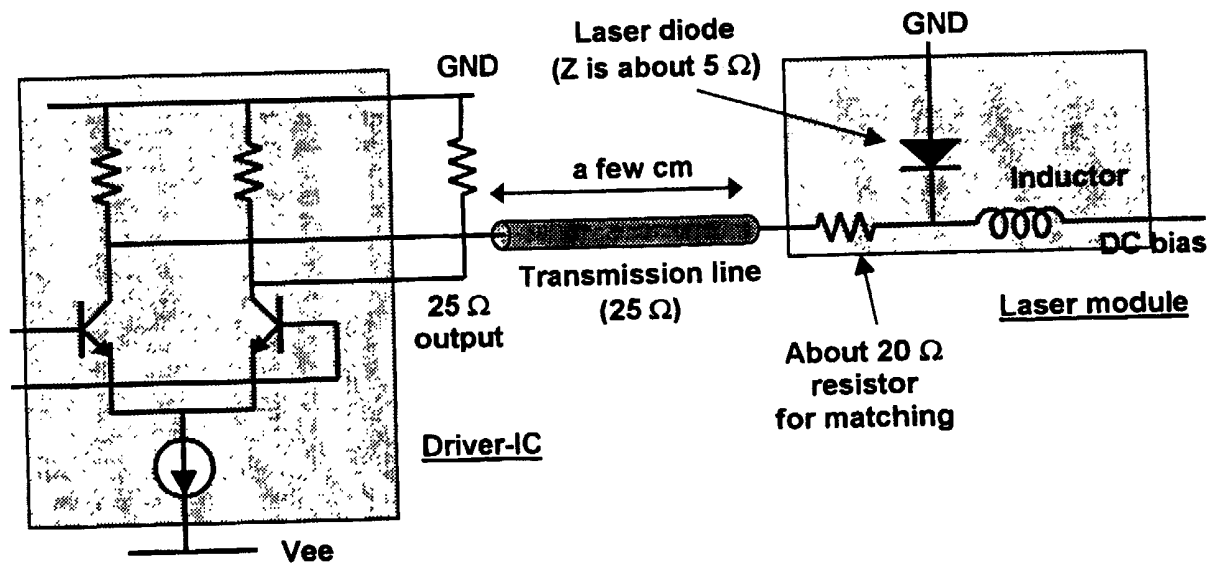 GND
Laser diode
(Z is about 5 Ω)
GND
a few cm
Inductor
DC bias
Transmission line
(25 Ω)
25 Ω
output
Laser module
About 20 Ω
resistor
for matching
Driver-IC
Vee